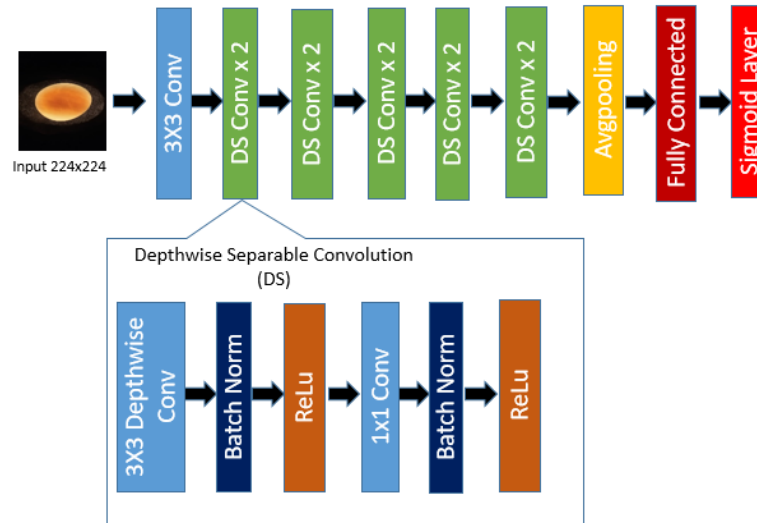 Input 224x224
3X3 Conv
DS Conv x 2
DS Conv x 2
DS Conv x 2
DS Conv x 2
DS Conv x 2
Avgpooling
Fully Connected
Sigmoid Layer
Depthwise Separable Convolution
(DS)
3X3 Depthwise
Conv
Batch Norm
ReLu
1x1 Conv
Batch Norm
ReLu